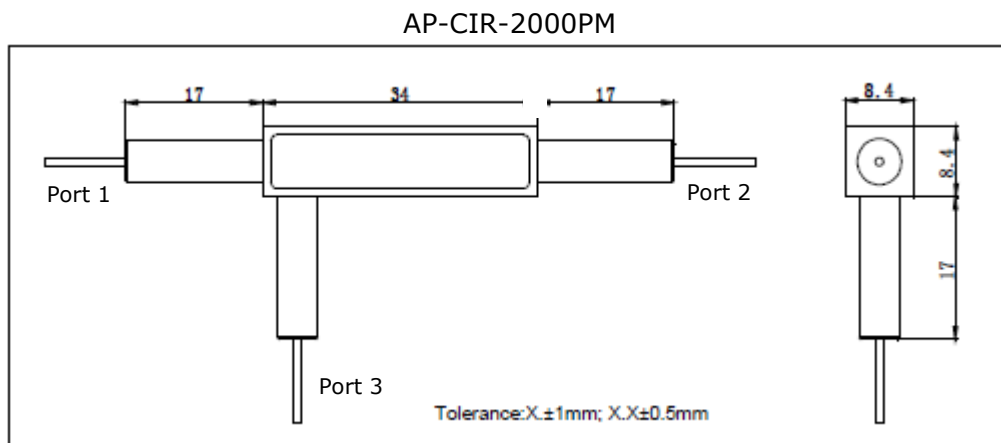 AP-CIR-2000PM
17 34 17 8.4
8.4
Port 1
Port 2
17
Port 3
Tolerance:X.±1mm; X.X±0.5mm